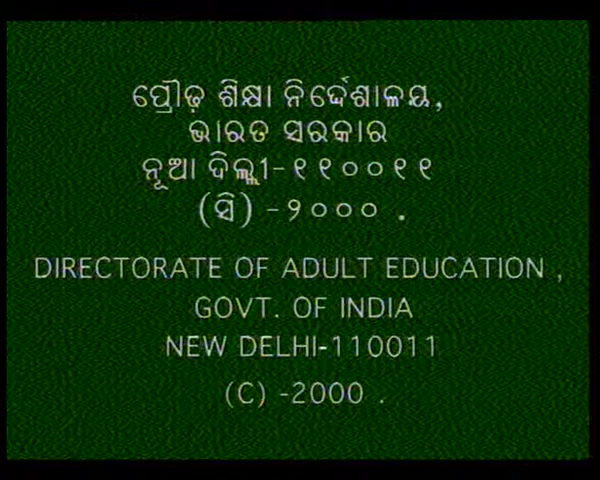 ପ୍ରୌଢ଼ ଶିକ୍ଷା ନିର୍ଦ୍ଦେଶାଳୟ,
ଭାରତ ସରକାର
ନୂଆ ଦିଲ୍ଲୀ-୧୧୦୦୧୧
(ସି) -୨୦୦୦ .
DIRECTORATE OF ADULT EDUCATION ,
GOVT. OF INDIA
NEW DELHI-110011
(C) -2000 .